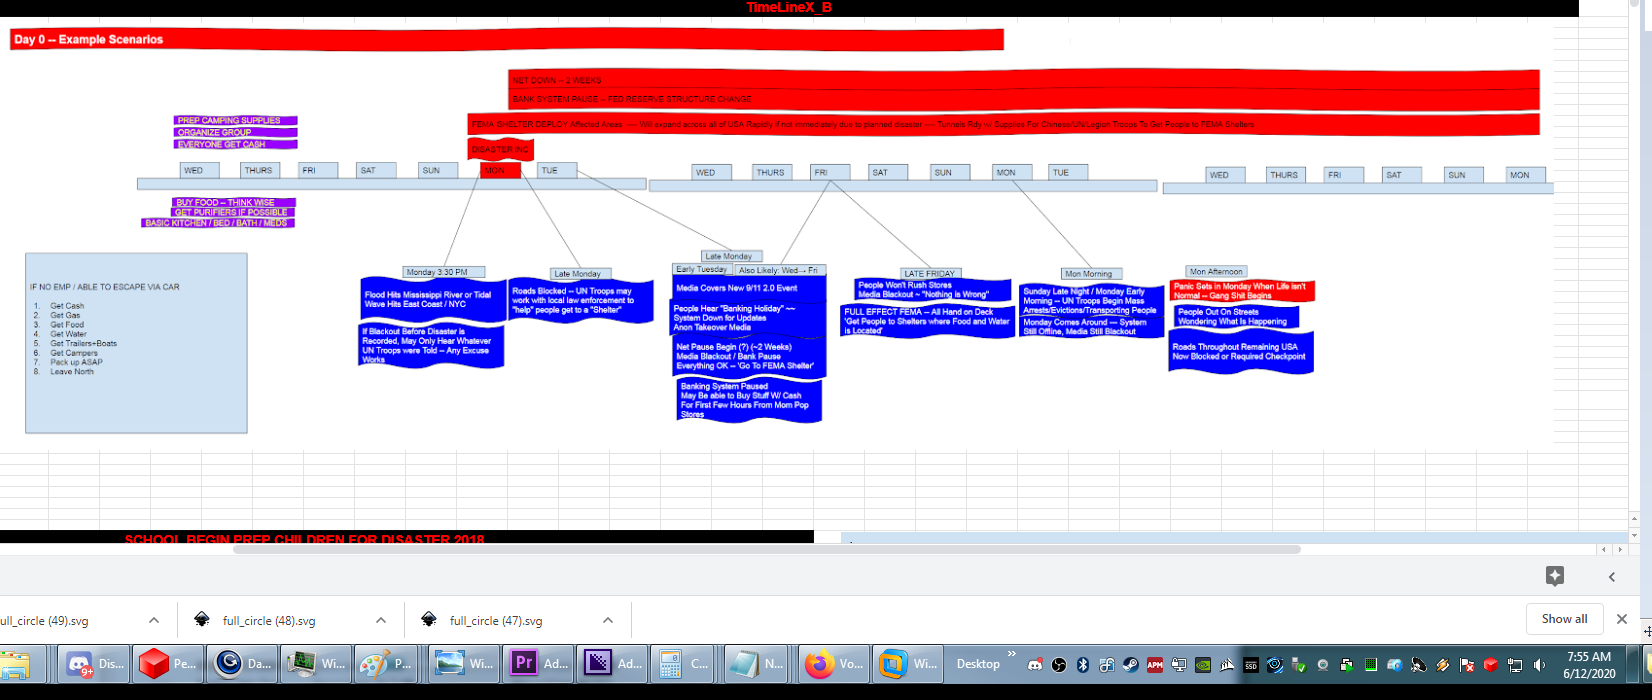 TimeLineX_B
Day 0 -- Example Scenarios
NET DOWN -- 2 WEEKS
BANK SYSTEM PAUSE -- FED RESERVE STRUCTURE CHANGE
PREP CAMPING SUPPLIES
ORGANIZE GROUP
EVERYONE GET CASH
FEMA SHELTER DEPLOY Affected Areas ---- Will expand across all of USA Rapidly if not immediately due to planned disaster ---- Tunnels Rdy w/ Supplies For Chinese/UN/Legion Troops To Get People to FEMA Shelters
DISASTER INC
WED THURS FRI SAT SUN MON TUE WED THURS FRI SAT SUN MON TUE WED THURS FRI SAT SUN MON
BUY FOOD -- THINK WISE
GET PURIFIERS IF POSSIBLE
BASIC KITCHEN / BED / BATH / MEDS
IF NO EMP / ABLE TO ESCAPE VIA CAR
1. Get Cash
2. Get Gas
3. Get Food
4. Get Water
5. Get Trailers+Boats
6. Get Campers
7. Pack up ASAP
8. Leave North
Monday 3:30 PM
Flood Hits Mississippi River or Tidal
Wave Hits East Coast / NYC
If Blackout Before Disaster is
Recorded, May Only Hear Whatever
UN Troops were Told -- Any Excuse
Works
Late Monday
Roads Blocked -- UN Troops may
work with local law enforcement to
"help" people get to a "Shelter"
Late Monday
Early Tuesday
Also Likely: Wed→ Fri
Media Covers New 9/11 2.0 Event
People Hear "Banking Holiday" ~~
System Down for Updates
Anon Takeover Media
Net Pause Begin (?) (~2 Weeks)
Media Blackout / Bank Pause
Everything OK -- 'Go To FEMA Shelter'
Banking System Paused
May Be able to Buy Stuff W/ Cash
For First Few Hours From Mom Pop
Stores
LATE FRIDAY
People Won't Rush Stores
Media Blackout ~ "Nothing is Wrong"
FULL EFFECT FEMA -- All Hand on Deck
'Get People to Shelters where Food and Water
is Located'
Mon Morning
Sunday Late Night / Monday Early
Morning -- UN Troops Begin Mass
Arrests/Evictions/Transporting People
Monday Comes Around --- System
Still Offline, Media Still Blackout
Mon Afternoon
Panic Sets in Monday When Life isn't
Normal -- Gang Shit Begins
People Out On Streets
Wondering What Is Happening
Roads Throughout Remaining USA
Now Blocked or Required Checkpoint
SCHOOL BEGIN PREP CHILDREN FOR DISASTER 2018
ull_circle (49).svg
full_circle (48).svg
full_circle (47).svg
Show all
9+
Dis...
Pe...
Da...
Wi...
P...
Wi...
Pr
Ad...
Ad...
C...
N...
Vo...
Wi...
Desktop
»
APM
SSD
7:55 AM
6/12/2020